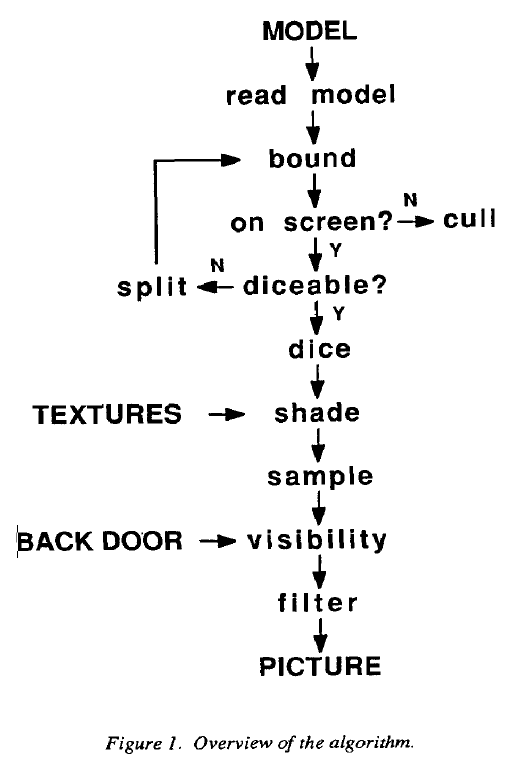 MODEL
read model
bound
on screen? N cull
Y
split N diceable?
Y
dice
TEXTURES shade
sample
BACK DOOR visibility
filter
PICTURE
Figure 1. Overview of the algorithm.